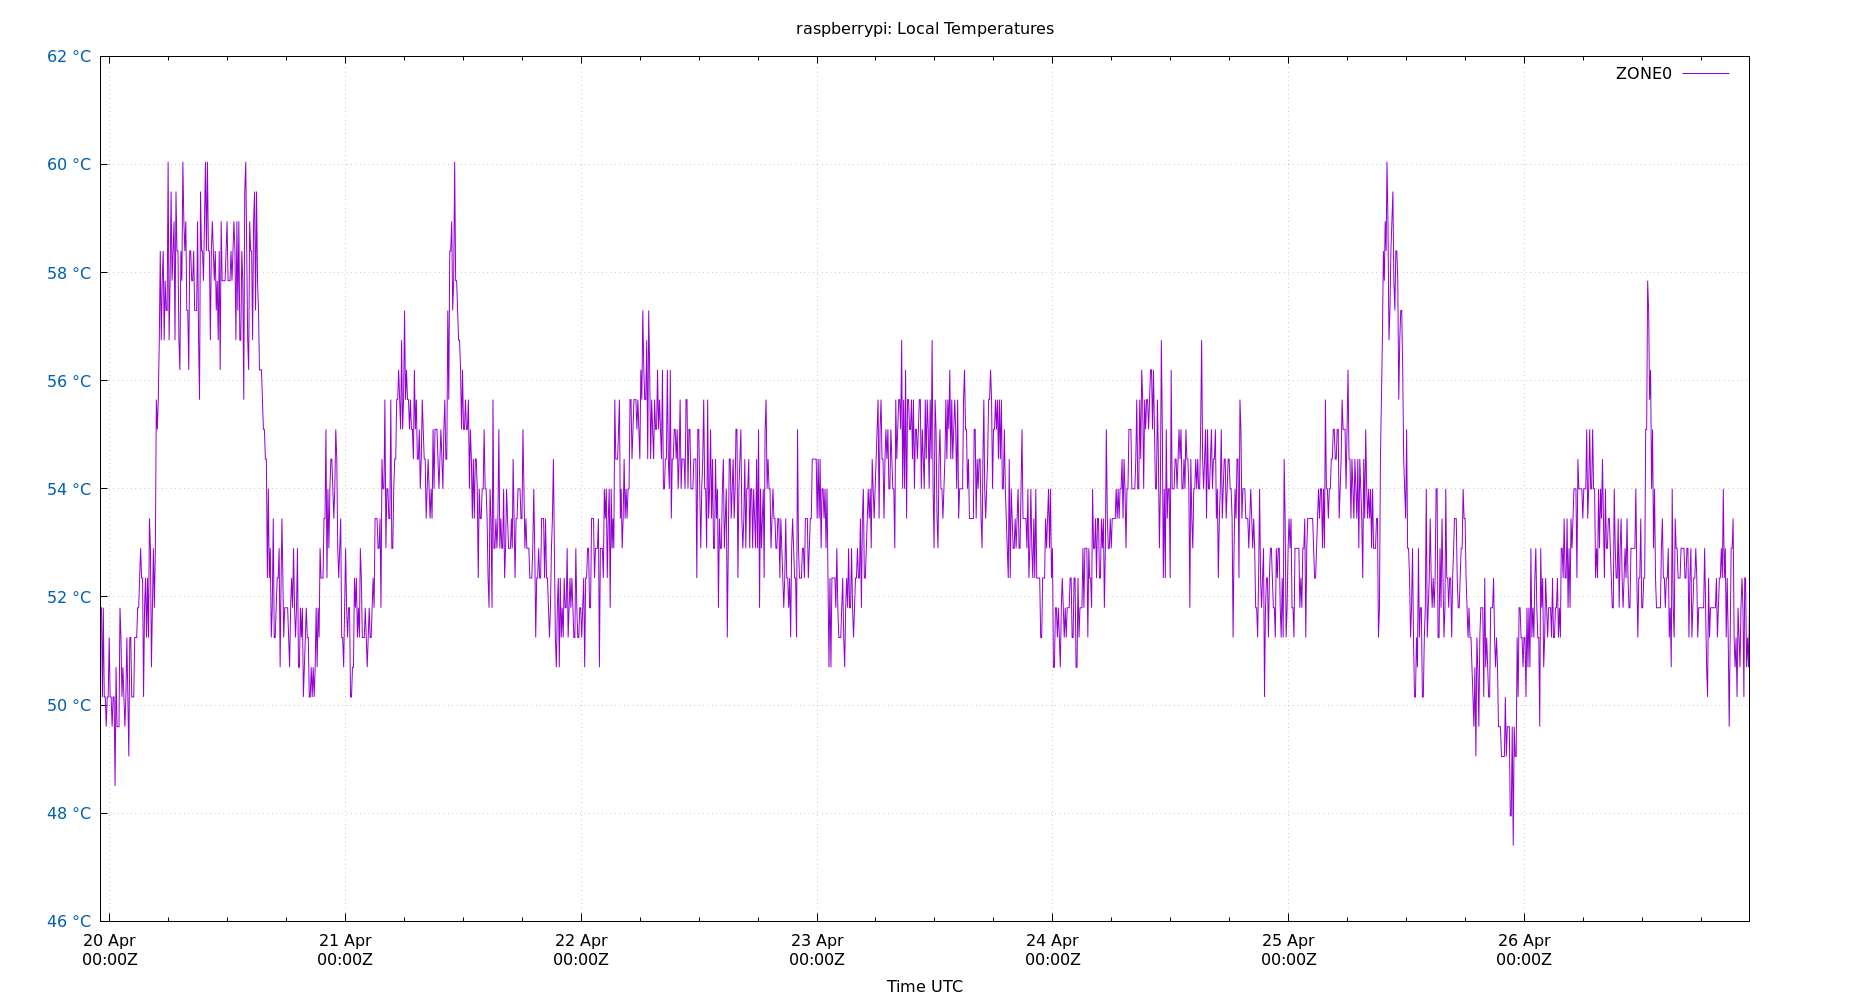 raspberrypi: Local Temperatures
62 °C
ZONE0
60 °C
58 °C
56 °C
54 °C
52 °C
50 °C
48 °C
46 °C
20 Apr 21 Apr 22 Apr 23 Apr 24 Apr 25 Apr 26 Apr
00:00Z 00:00Z 00:00Z 00:00Z 00:00Z 00:00Z 00:00Z
Time UTC